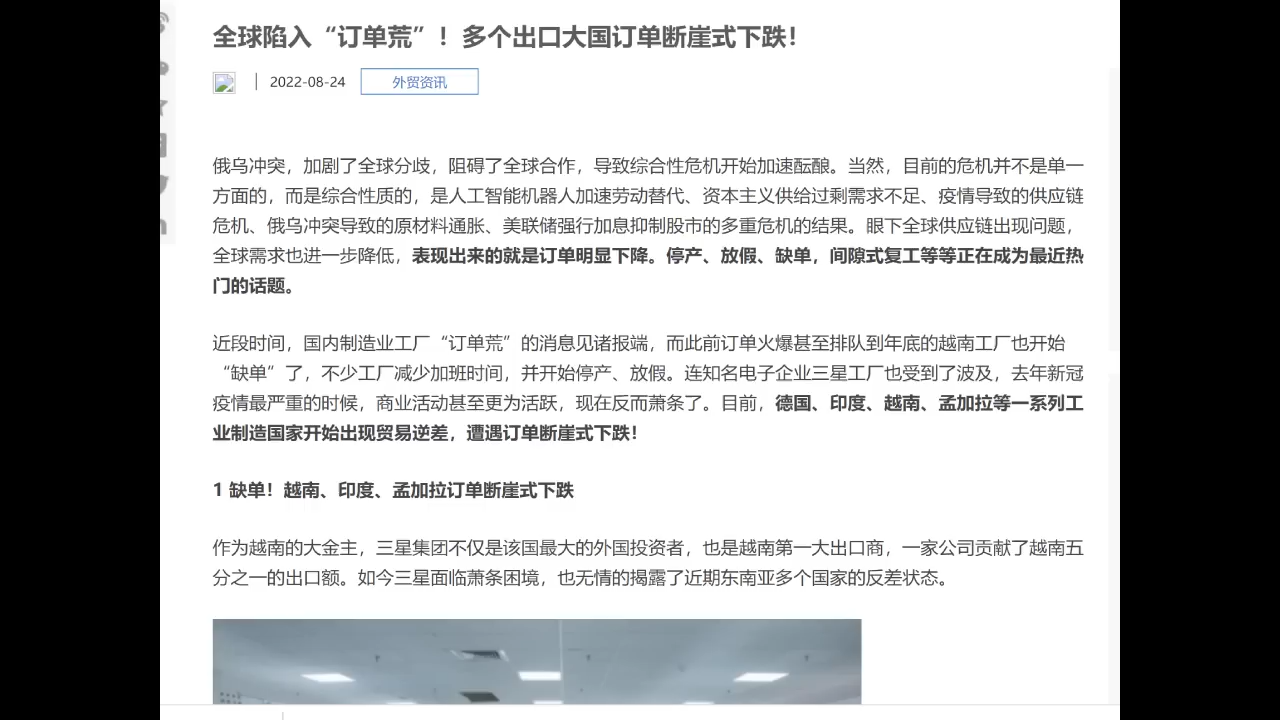 全球陷入“订单荒”！多个出口大国订单断崖式下跌！
2022-08-24 外贸资讯
俄乌冲突，加剧了全球分歧，阻碍了全球合作，导致综合性危机开始加速酝酿。当然，目前的危机并不是单一
方面的，而是综合性质的，是人工智能机器人加速劳动替代、资本主义供给过剩需求不足、疫情导致的供应链
危机、俄乌冲突导致的原材料通胀、美联储强行加息抑制股市的多重危机的结果。眼下全球供应链出现问题，
全球需求也进一步降低，表现出来的就是订单明显下降。停产、放假、缺单，间隙式复工等等正在成为最近热
门的话题。
近段时间，国内制造业工厂“订单荒”的消息见诸报端，而此前订单火爆甚至排队到年底的越南工厂也开始
“缺单”了，不少工厂减少加班时间，并开始停产、放假。连知名电子企业三星工厂也受到了波及，去年新冠
疫情最严重的时候，商业活动甚至更为活跃，现在反而萧条了。目前，德国、印度、越南、孟加拉等一系列工
业制造国家开始出现贸易逆差，遭遇订单断崖式下跌！
1 缺单！越南、印度、孟加拉订单断崖式下跌
作为越南的大金主，三星集团不仅是该国最大的外国投资者，也是越南第一大出口商，一家公司贡献了越南五
分之一的出口额。如今三星面临萧条困境，也无情的揭露了近期东南亚多个国家的反差状态。